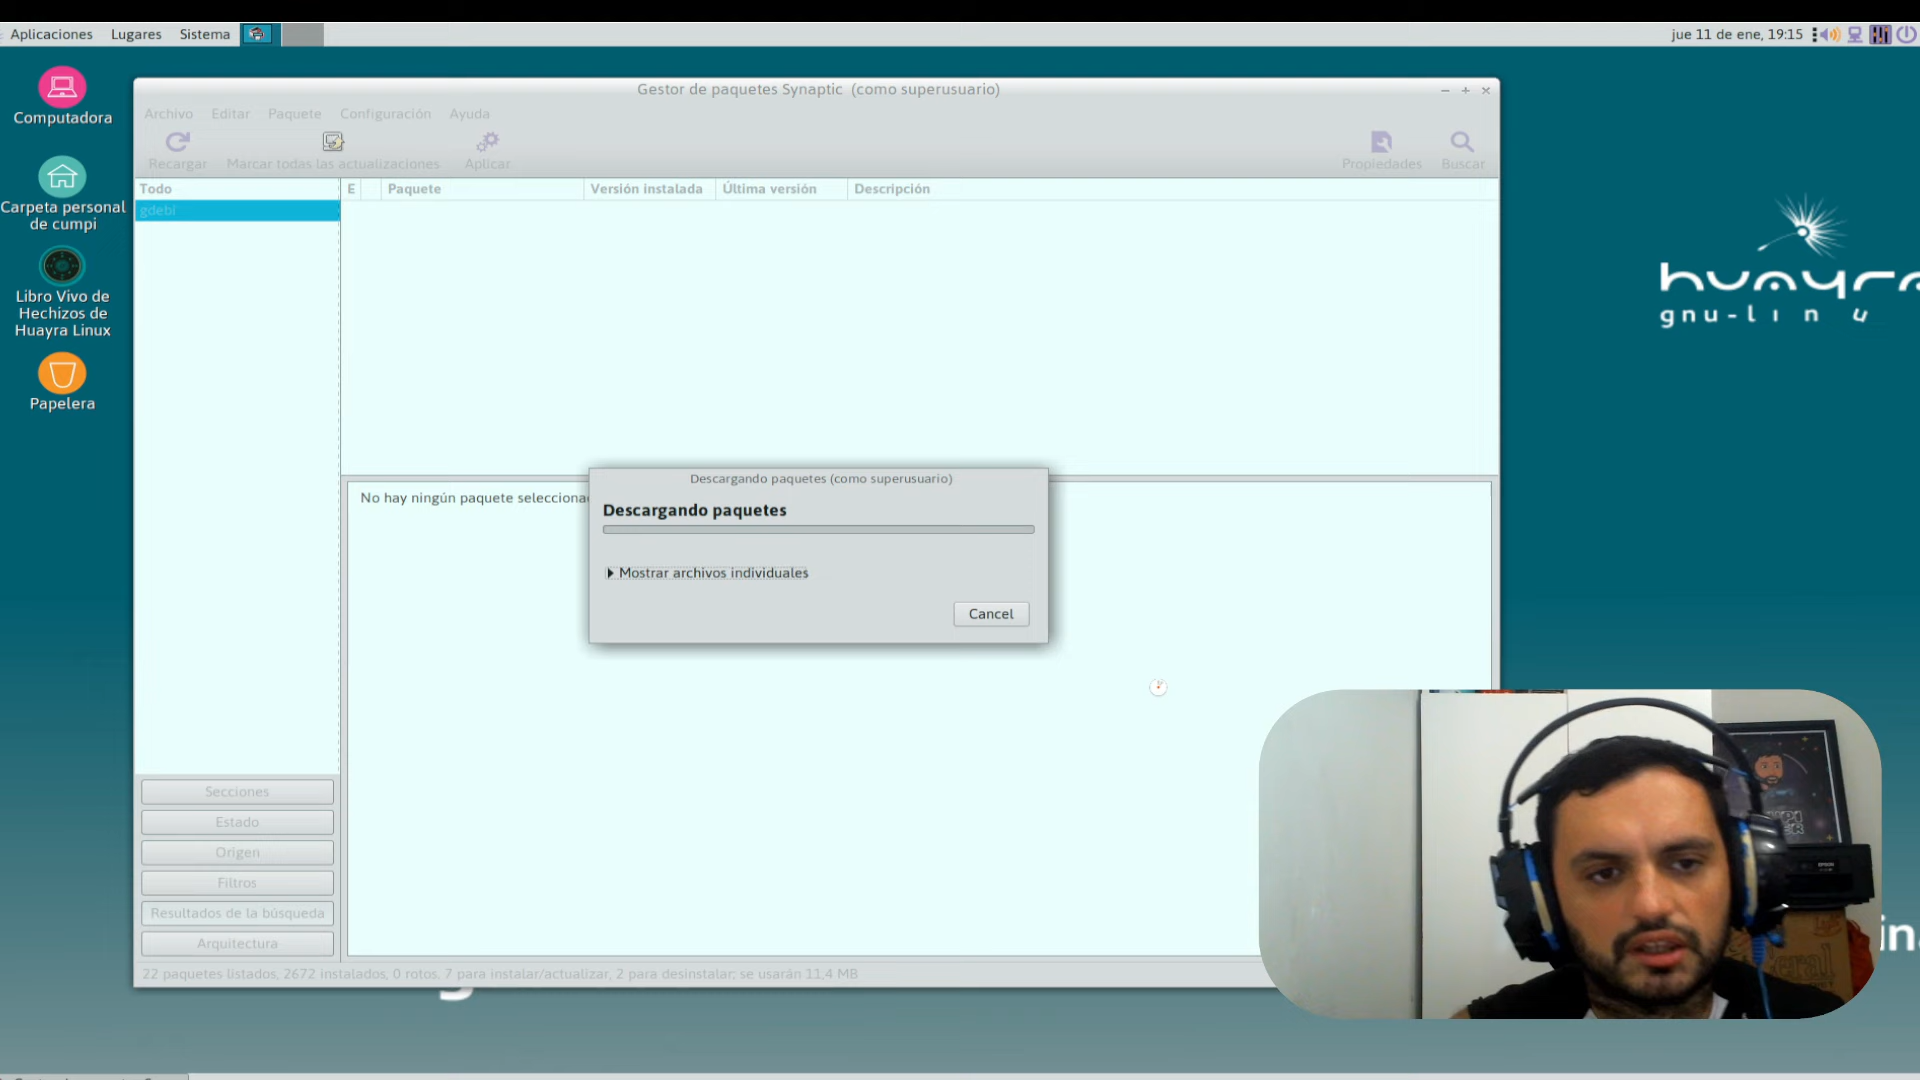 Aplicaciones Lugares Sistema
jue 11 de ene, 19:15
Computadora
Carpeta personal
de cumpi
Libro Vivo de
Hechizos de
Huayra Linux
Papelera
Gestor de paquetes Synaptic (como superusuario)
Archivo Editar Paquete Configuración Ayuda
Recargar Marcar todas las actualizaciones Aplicar Propiedades Buscar
Todo
gdebi
E Paquete Versión instalada Última versión Descripción
No hay ningún paquete selecciona
Descargando paquetes (como superusuario)
Descargando paquetes
Mostrar archivos individuales
Cancel
Secciones
Estado
Origen
Filtros
Resultados de la búsqueda
Arquitectura
22 paquetes listados, 2672 instalados, 0 rotos. 7 para instalar/actualizar, 2 para desinstalar; se usarán 11,4 MB
huayra
gnu-linu
EPSON